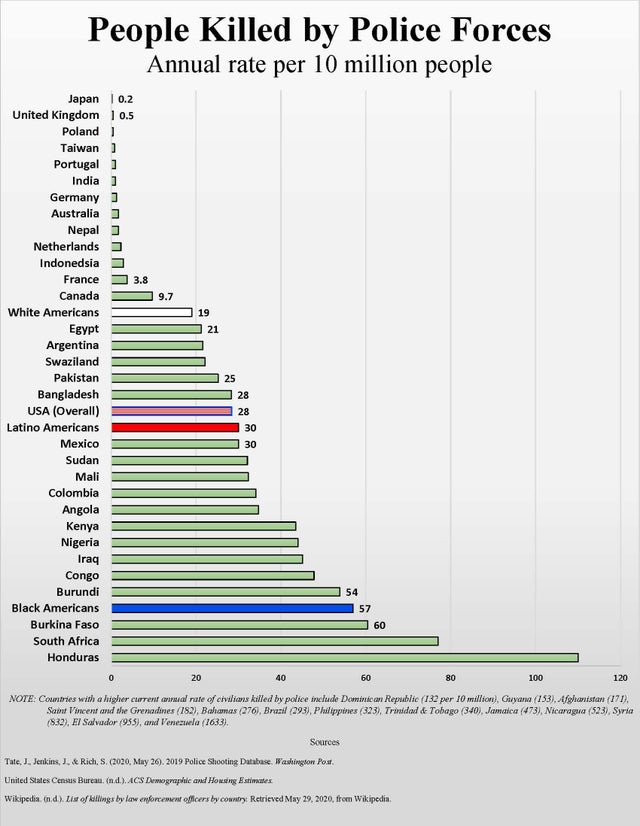 People Killed by Police Forces
Annual rate per 10 million people
Japan 0.2
United Kingdom 0.5
Poland
Taiwan
Portugal
India
Germany
Australia
Nepal
Netherlands
Indonedsia
France 3.8
Canada 9.7
White Americans 19
Egypt 21
Argentina
Swaziland
Pakistan 25
Bangladesh 28
USA (Overall) 28
Latino Americans 30
Mexico 30
Sudan
Mali
Colombia
Angola
Kenya
Nigeria
Iraq
Congo
Burundi 54
Black Americans 57
Burkina Faso 60
South Africa
Honduras
0 20 40 60 80 100 120
NOTE: Countries with a higher current annual rate of civilians killed by police include Dominican Republic (132 per 10 million), Guyana (153), Afghanistan (171),
Saint Vincent and the Grenadines (182), Bahamas (276), Brazil (293), Philippines (323), Trinidad & Tobago (340), Jamaica (473), Nicaragua (523), Syria
(832), El Salvador (955), and Venezuela (1633).
Sources
Tate, J., Jenkins, J., & Rich, S. (2020, May 26). 2019 Police Shooting Database. Washington Post.
United States Census Bureau. (n.d.). ACS Demographic and Housing Estimates.
Wikipedia. (n.d.). List of killings by law enforcement officers by country. Retrieved May 29, 2020, from Wikipedia.